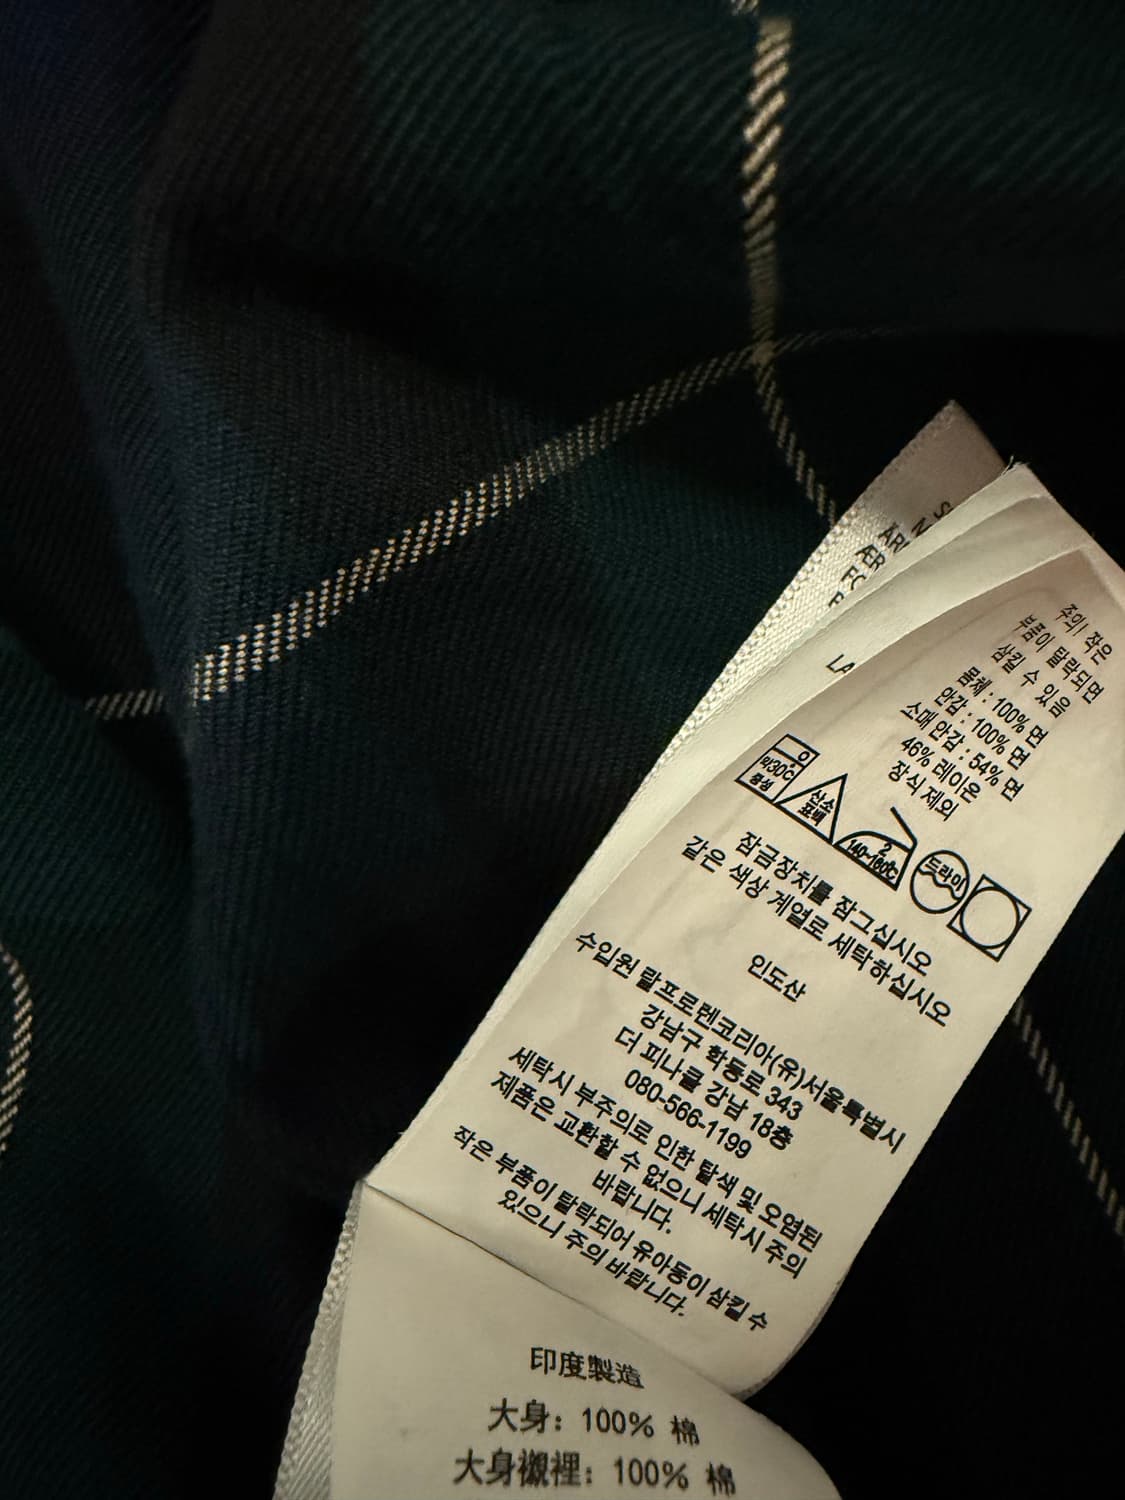 주의! 작은
부품이 탈락되면
삼킬 수 있음
몸체 : 100% 면
안감 : 100% 면
소매 안감 : 54% 면
46% 레이온
장식 제외
약30℃
중성
산소
표백
2
140~160℃
드라이
잠금장치를 잠그십시오
같은 색상 계열로 세탁하십시오
인도산
수입원 랄프로렌코리아(유)서울특별시
강남구 학동로 343
더 피나클 강남 18층
080-566-1199
세탁시 부주의로 인한 탈색 및 오염된
제품은 교환할 수 없으니 세탁시 주의
바랍니다.
작은 부품이 탈락되어 유아동이 삼킬 수
있으니 주의 바랍니다.
印度製造
大身: 100% 棉
大身襯裡: 100% 棉